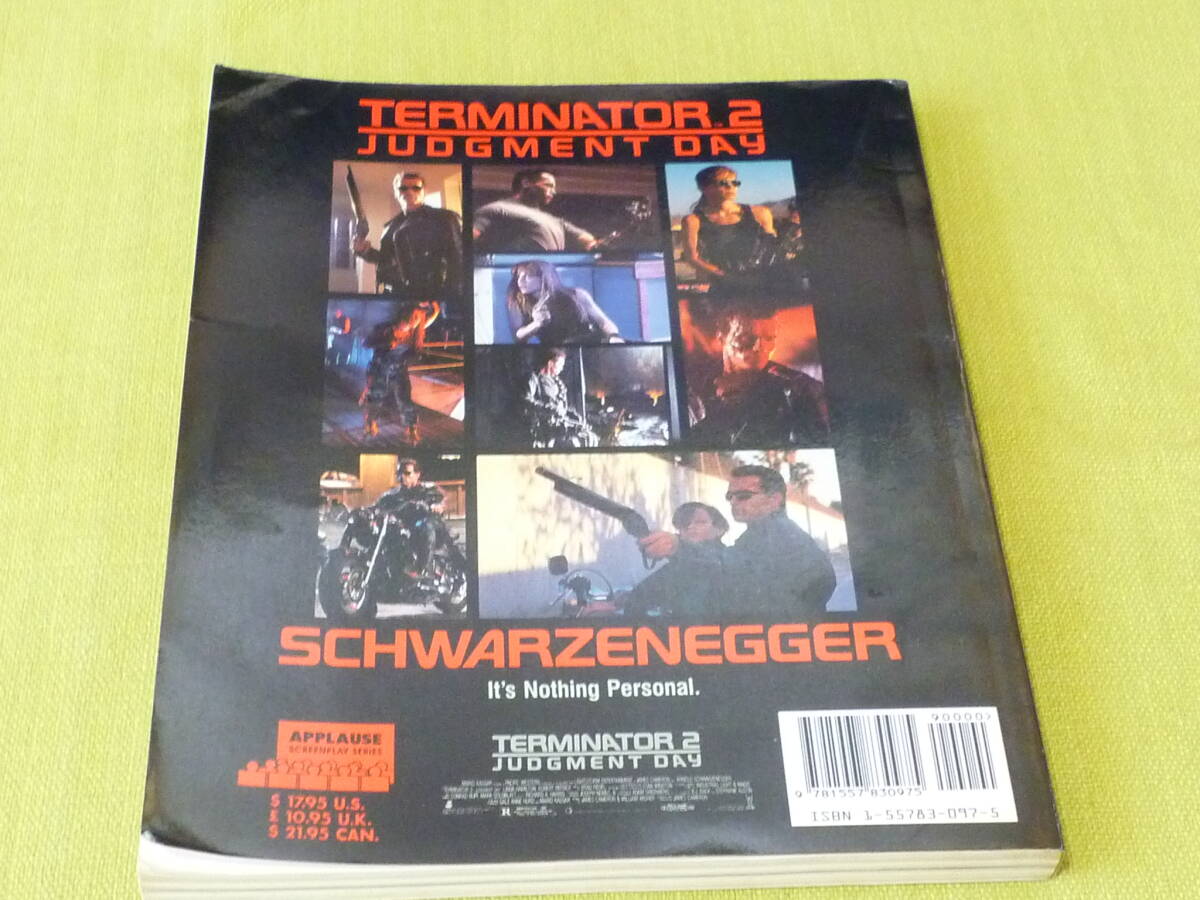 TERMINATOR 2
JUDGMENT DAY
SCHWARZENEGGER
It's Nothing Personal.
APPLAUSE
SCREENPLAY SERIES
$ 17.95 U.S.
£ 10.95 U.K.
$ 21.95 CAN.
TERMINATOR 2
JUDGMENT DAY
R
90000>
9 781557 830975
ISBN 1-55783-097-5